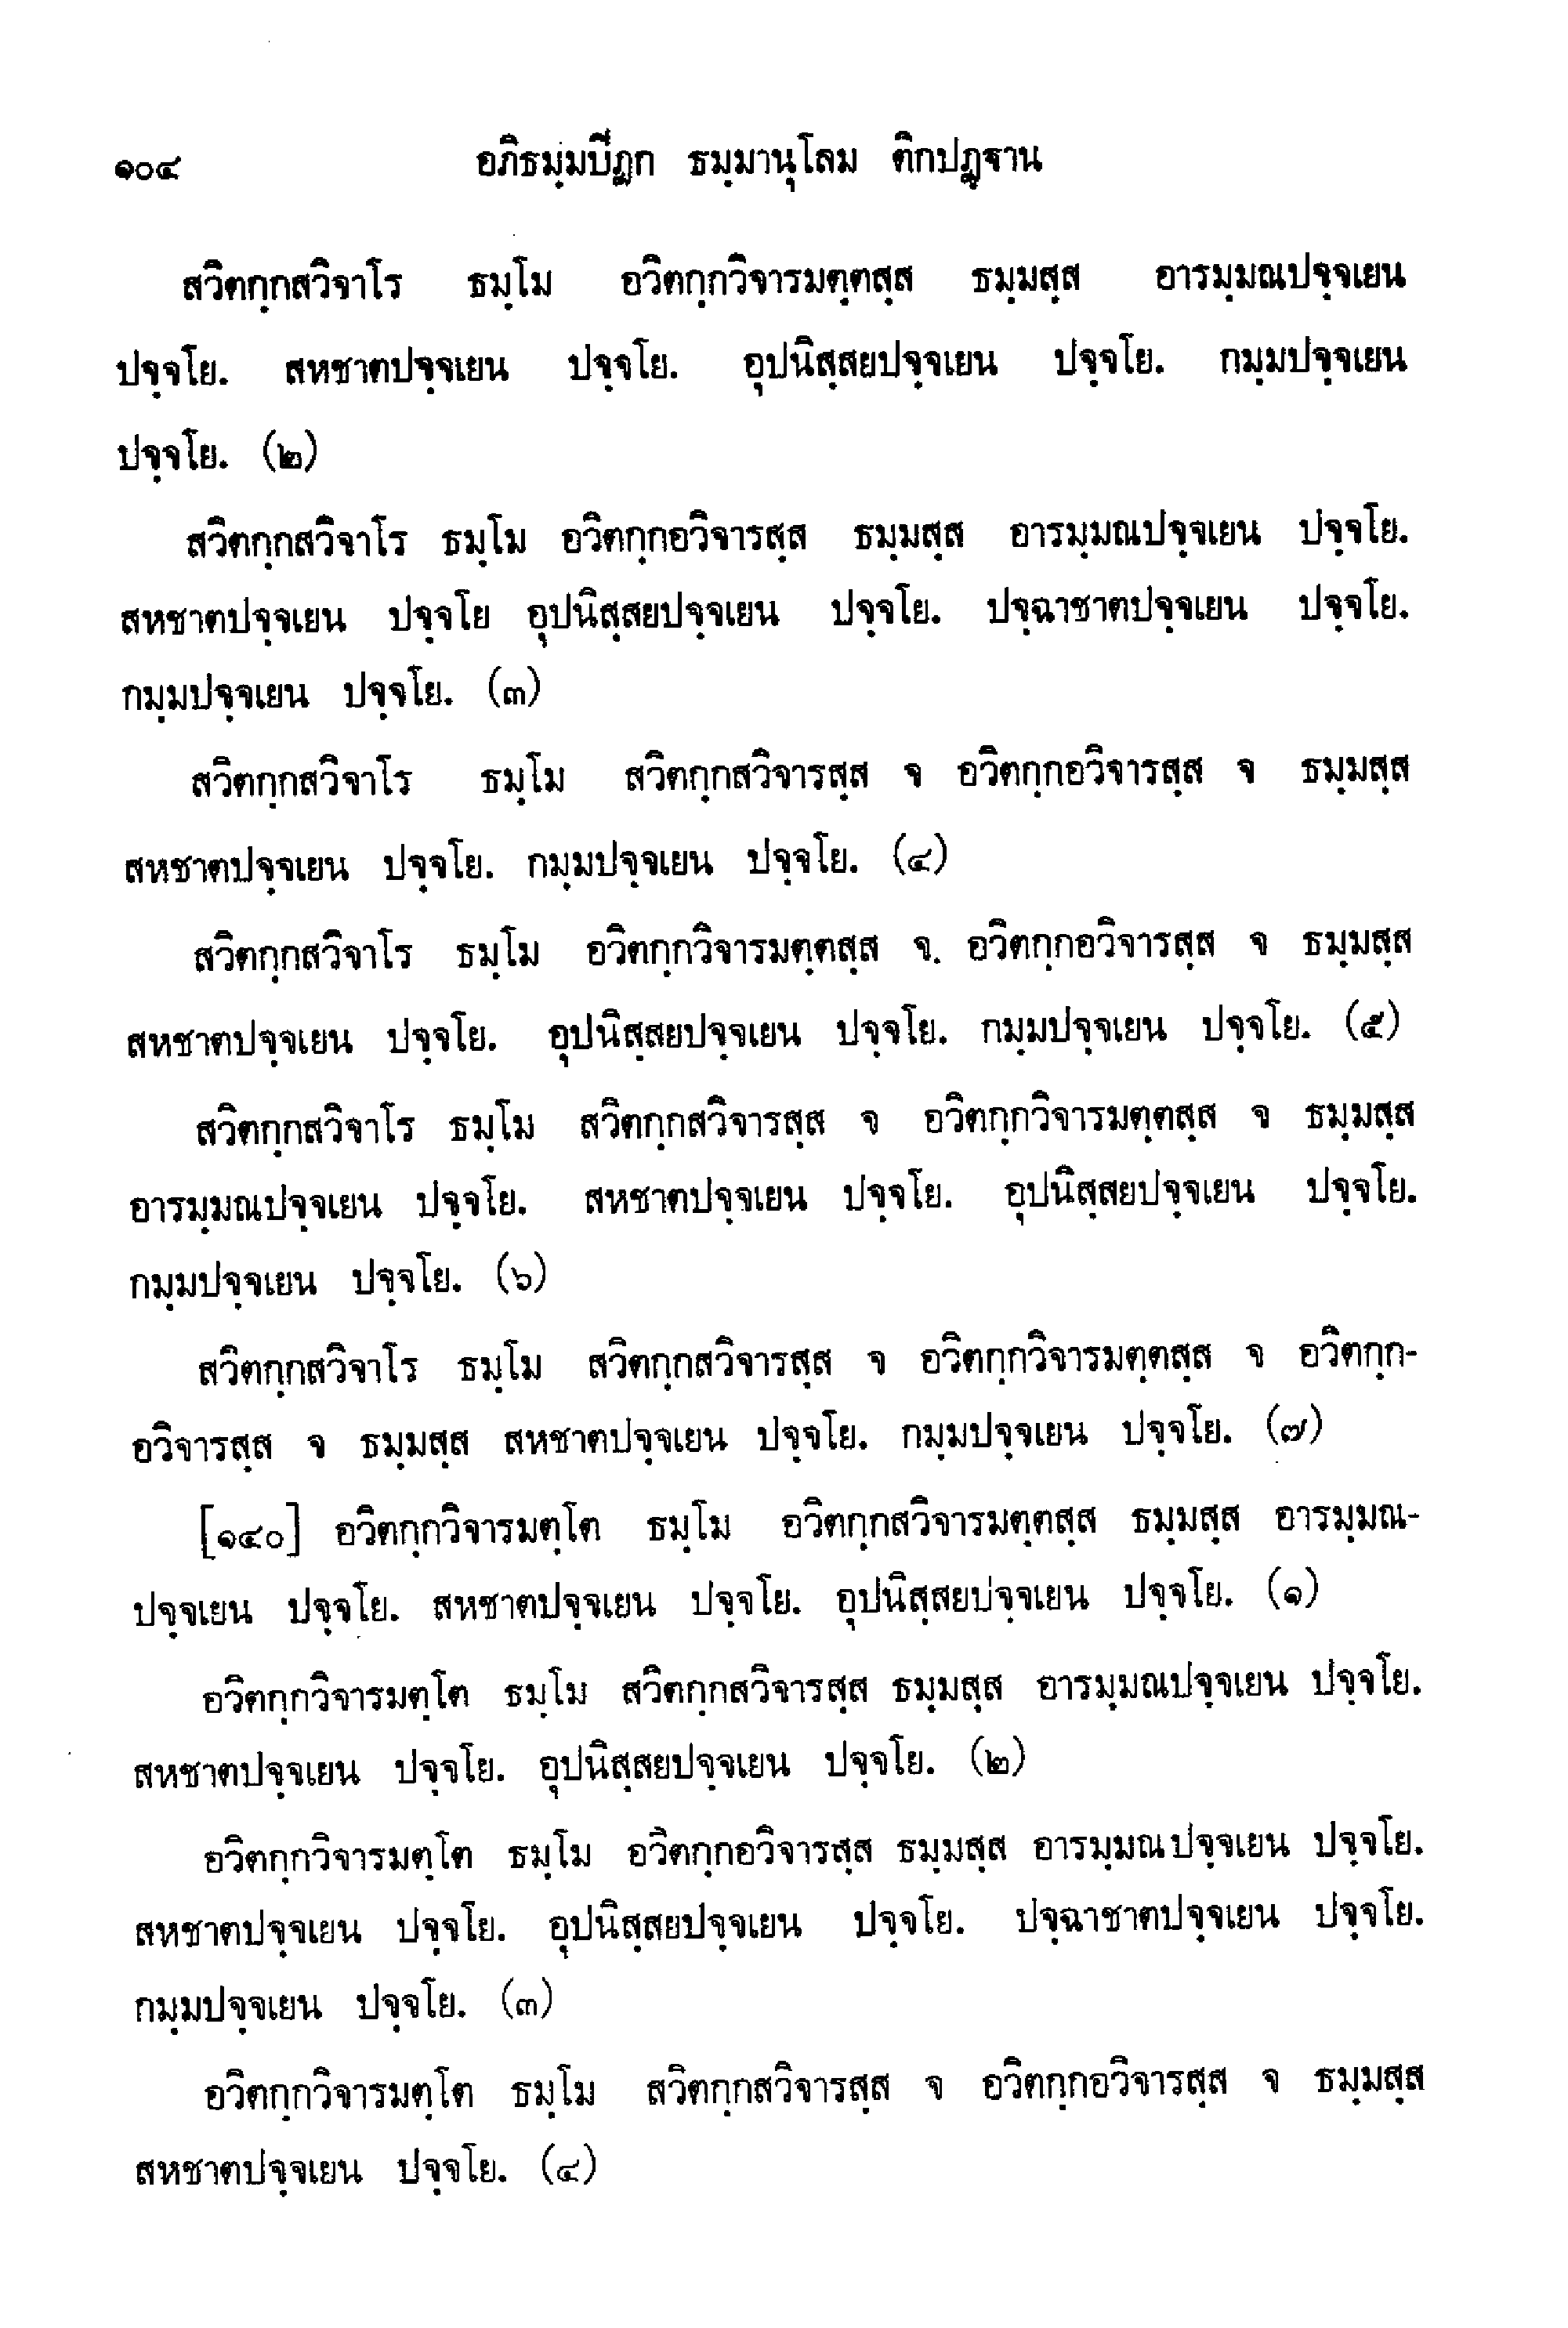 ๑๐๔ อภิธมฺมปีฏก ธมฺมานุโลม ติกปฏฺฐาน
สวิตกฺกสวิจาโร ธมฺโม อวิตกฺกวิจารมตฺตสฺส ธมฺมสฺส อารมฺมณปจฺจเยน
ปจฺจโย. สหชาตปจฺจเยน ปจฺจโย. อุปนิสฺสยปจฺจเยน ปจฺจโย. กมฺมปจฺจเยน
ปจฺจโย. (๒)
สวิตกฺกสวิจาโร ธมฺโม อวิตกฺกอวิจารสฺส ธมฺมสฺส อารมฺมณปจฺจเยน ปจฺจโย.
สหชาตปจฺจเยน ปจฺจโย อุปนิสฺสยปจฺจเยน ปจฺจโย. ปจฺฉาชาตปจฺจเยน ปจฺจโย.
กมฺมปจฺจเยน ปจฺจโย. (๓)
สวิตกฺกสวิจาโร ธมฺโม สวิตกฺกสวิจารสฺส จ อวิตกฺกอวิจารสฺส จ ธมฺมสฺส
สหชาตปจฺจเยน ปจฺจโย. กมฺมปจฺจเยน ปจฺจโย. (๔)
สวิตกฺกสวิจาโร ธมฺโม อวิตกฺกวิจารมตฺตสฺส จ อวิตกฺกอวิจารสฺส จ ธมฺมสฺส
สหชาตปจฺจเยน ปจฺจโย. อุปนิสฺสยปจฺจเยน ปจฺจโย. กมฺมปจฺจเยน ปจฺจโย. (๕)
สวิตกฺกสวิจาโร ธมฺโม สวิตกฺกสวิจารสฺส จ อวิตกฺกวิจารมตฺตสฺส จ ธมฺมสฺส
อารมฺมณปจฺจเยน ปจฺจโย. สหชาตปจฺจเยน ปจฺจโย. อุปนิสฺสยปจฺจเยน ปจฺจโย.
กมฺมปจฺจเยน ปจฺจโย. (๖)
สวิตกฺกสวิจาโร ธมฺโม สวิตกฺกสวิจารสฺส จ อวิตกฺกวิจารมตฺตสฺส จ อวิตกฺก-
อวิจารสฺส จ ธมฺมสฺส สหชาตปจฺจเยน ปจฺจโย. กมฺมปจฺจเยน ปจฺจโย. (๗)
[๑๔๐] อวิตกฺกวิจารมตฺโต ธมฺโม อวิตกฺกสวิจารมตฺตสฺส ธมฺมสฺส อารมฺมณ-
ปจฺจเยน ปจฺจโย. สหชาตปจฺจเยน ปจฺจโย. อุปนิสฺสยปจฺจเยน ปจฺจโย. (๑)
อวิตกฺกวิจารมตฺโต ธมฺโม สวิตกฺกสวิจารสฺส ธมฺมสฺส อารมฺมณปจฺจเยน ปจฺจโย.
สหชาตปจฺจเยน ปจฺจโย. อุปนิสฺสยปจฺจเยน ปจฺจโย. (๒)
อวิตกฺกวิจารมตฺโต ธมฺโม อวิตกฺกอวิจารสฺส ธมฺมสฺส อารมฺมณปจฺจเยน ปจฺจโย.
สหชาตปจฺจเยน ปจฺจโย. อุปนิสฺสยปจฺจเยน ปจฺจโย. ปจฺฉาชาตปจฺจเยน ปจฺจโย.
กมฺมปจฺจเยน ปจฺจโย. (๓)
อวิตกฺกวิจารมตฺโต ธมฺโม สวิตกฺกสวิจารสฺส จ อวิตกฺกอวิจารสฺส จ ธมฺมสฺส
สหชาตปจฺจเยน ปจฺจโย. (๔)